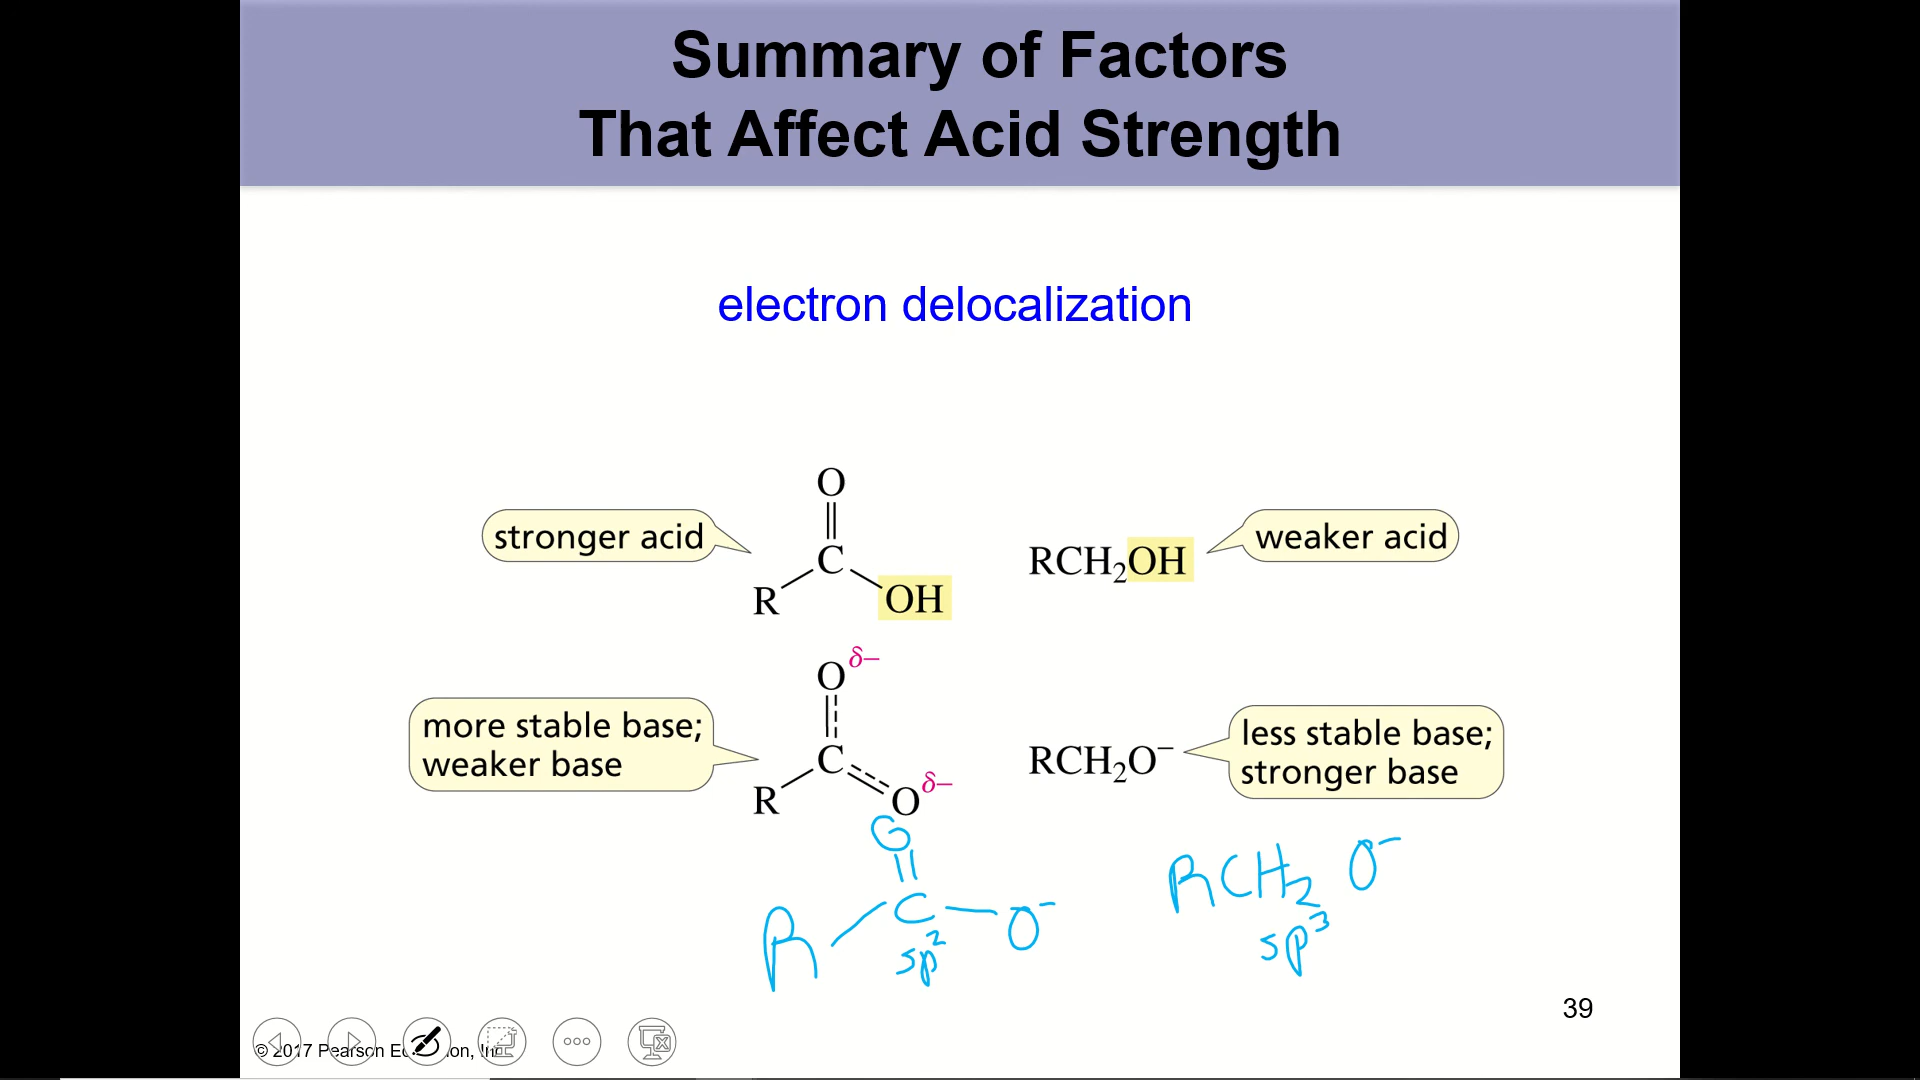 Summary of Factors
That Affect Acid Strength
electron delocalization
O
stronger acid
C
R
OH
RCH₂OH
weaker acid
more stable base;
weaker base
O δ–
C
R
O δ–
RCH₂O⁻
less stable base;
stronger base
O
R C O⁻
sp²
RCH₂ O⁻
sp³
39
© 2017 Pearson